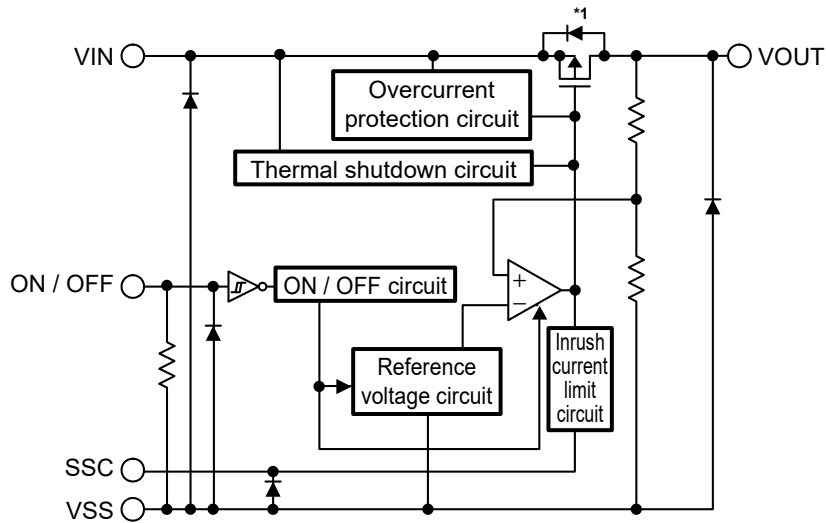 *1
VIN
VOUT
Overcurrent
protection circuit
Thermal shutdown circuit
ON / OFF
ON / OFF circuit
+
−
Reference
voltage circuit
Inrush
current
limit
circuit
SSC
VSS